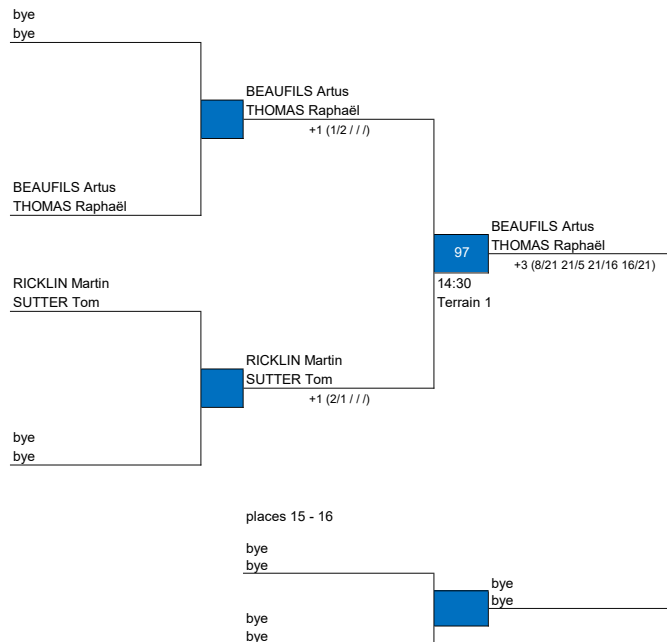 bye
bye
BEAUFILS Artus
THOMAS Raphaël
+1 (1/2 / / /)
BEAUFILS Artus
THOMAS Raphaël
BEAUFILS Artus
THOMAS Raphaël
97
+3 (8/21 21/5 21/16 16/21)
14:30
Terrain 1
RICKLIN Martin
SUTTER Tom
RICKLIN Martin
SUTTER Tom
+1 (2/1 / / /)
bye
bye
places 15 - 16
bye
bye
bye
bye
bye
bye